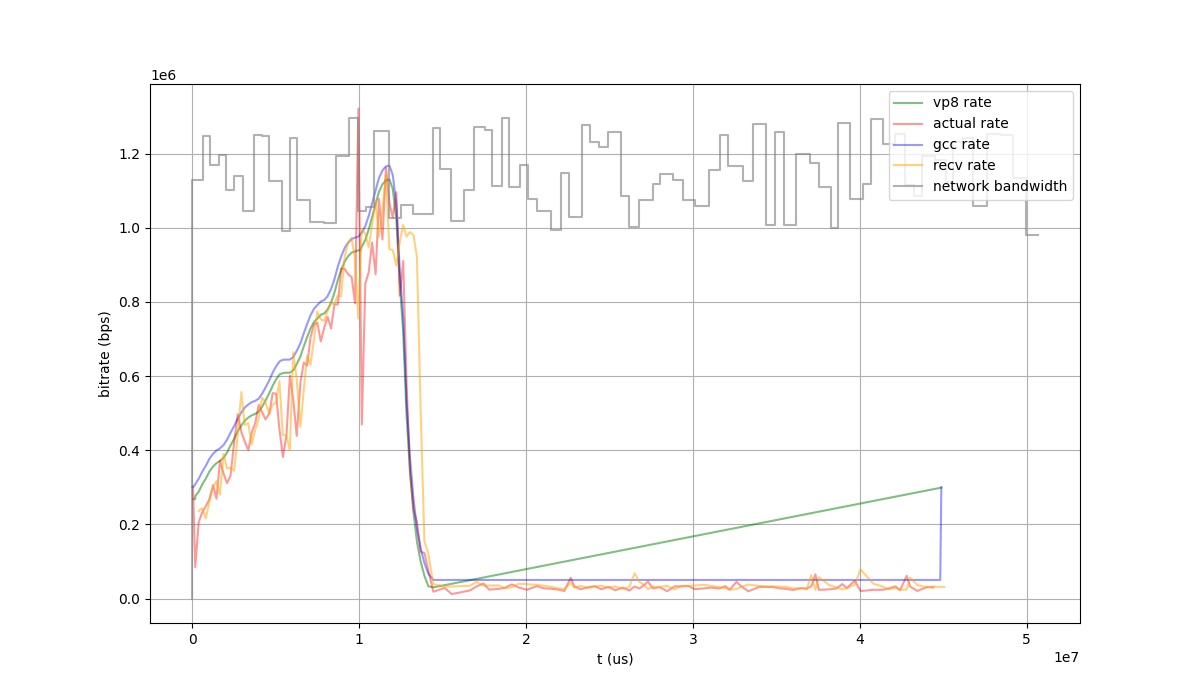 1e6
bitrate (bps)
1.2
1.0
0.8
0.6
0.4
0.2
0.0
vp8 rate
actual rate
gcc rate
recv rate
network bandwidth
0 1 2 3 4 5
t (us)
1e7